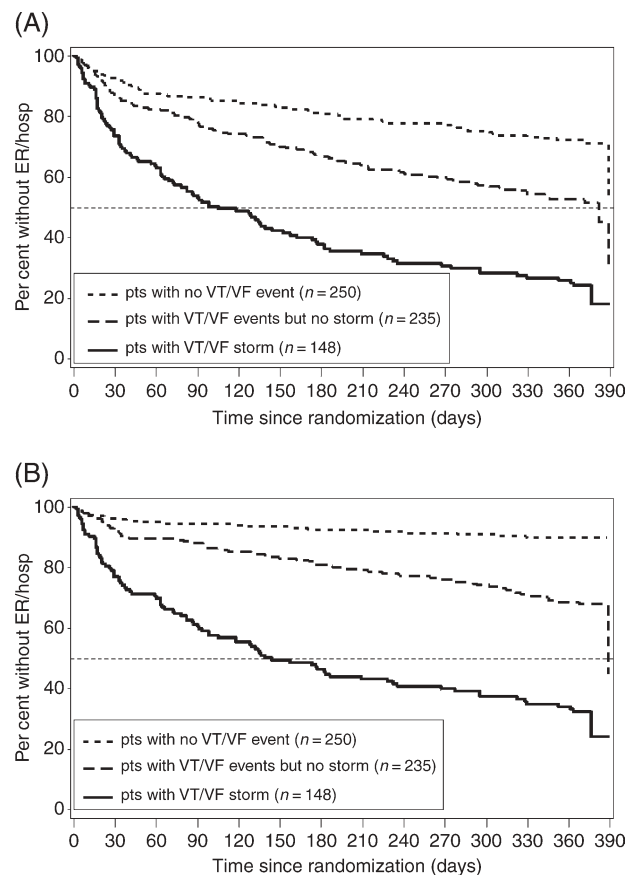 (A)
100
80
60
40
20
0
Per cent without ER/hosp
pts with no VT/VF event (n = 250)
pts with VT/VF events but no storm (n = 235)
pts with VT/VF storm (n = 148)
0 30 60 90 120 150 180 210 240 270 300 330 360 390
Time since randomization (days)
(B)
100
80
60
40
20
0
Per cent without ER/hosp
pts with no VT/VF event (n = 250)
pts with VT/VF events but no storm (n = 235)
pts with VT/VF storm (n = 148)
0 30 60 90 120 150 180 210 240 270 300 330 360 390
Time since randomization (days)